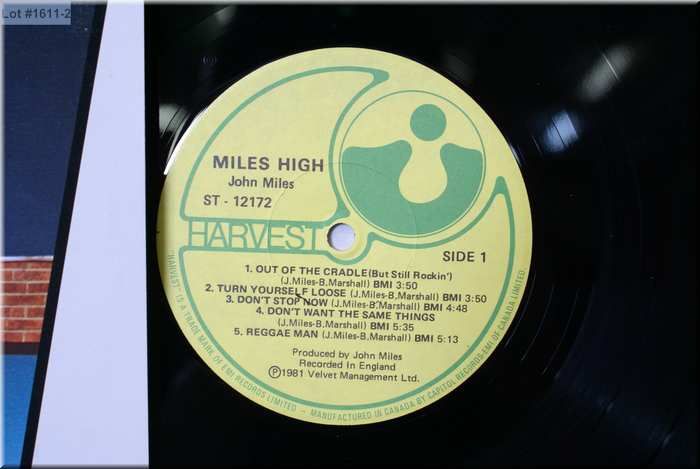 Lot #1611-2
MILES HIGH
John Miles
ST - 12172
HARVEST
SIDE 1
1. OUT OF THE CRADLE (But Still Rockin')
(J.Miles-B.Marshall) BMI 3:50
2. TURN YOURSELF LOOSE (J.Miles-B.Marshall) BMI 3:50
3. DON'T STOP NOW (J.Miles-B.Marshall) BMI 4:48
4. DON'T WANT THE SAME THINGS
(J.Miles-B.Marshall) BMI 5:35
5. REGGAE MAN (J.Miles-B.Marshall) BMI 5:13
Produced by John Miles
Recorded in England
Ⓟ1981 Velvet Management Ltd.
"HARVEST" IS A TRADE MARK OF EMI RECORDS LIMITED – MANUFACTURED IN CANADA BY CAPITOL RECORDS-EMI OF CANADA LIMITED.